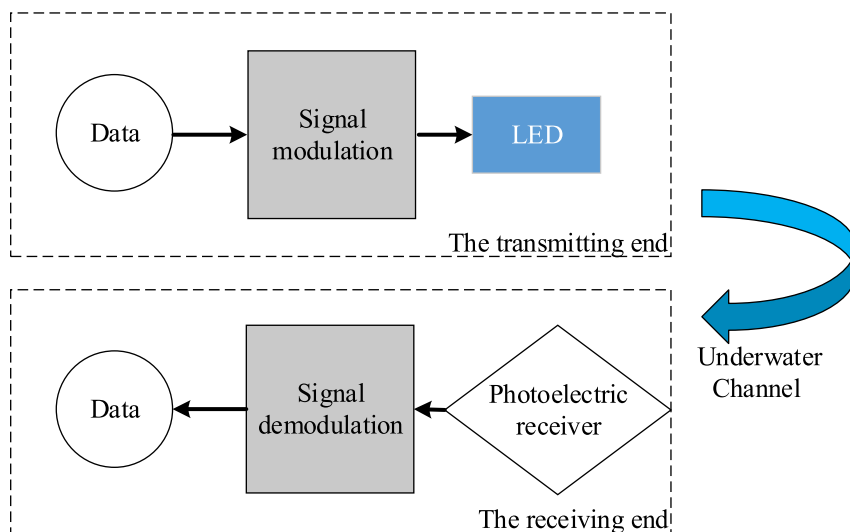 Data
Signal
modulation
LED
The transmitting end
Underwater
Channel
Data
Signal
demodulation
Photoelectric
receiver
The receiving end